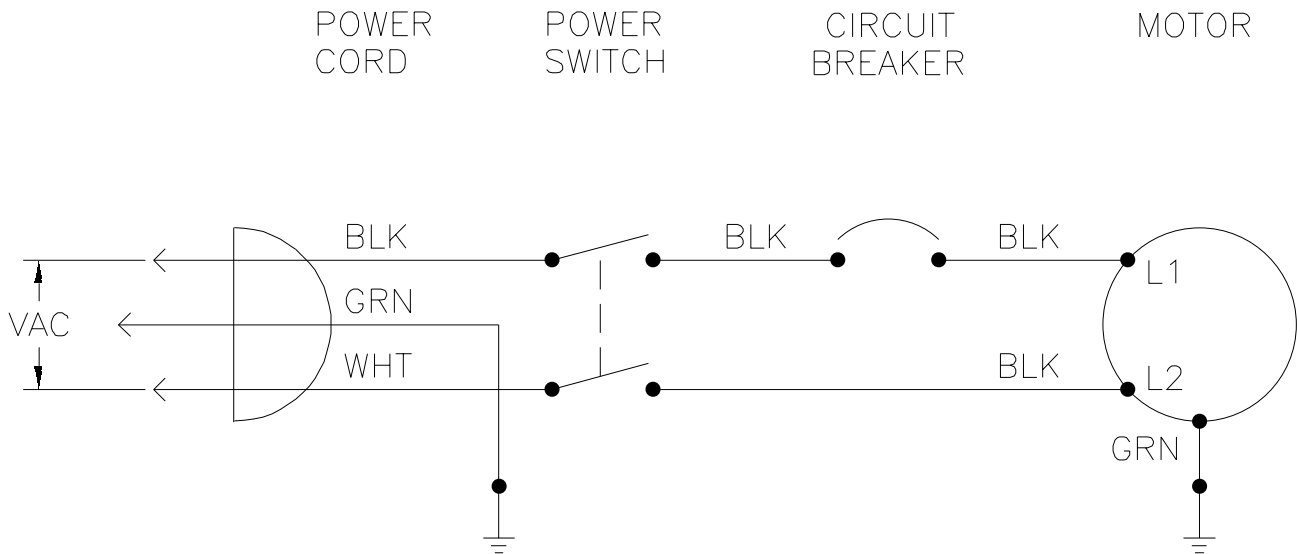 POWER
CORD
POWER
SWITCH
CIRCUIT
BREAKER
MOTOR
BLK
BLK
BLK
L1
GRN
VAC
WHT
BLK
L2
GRN